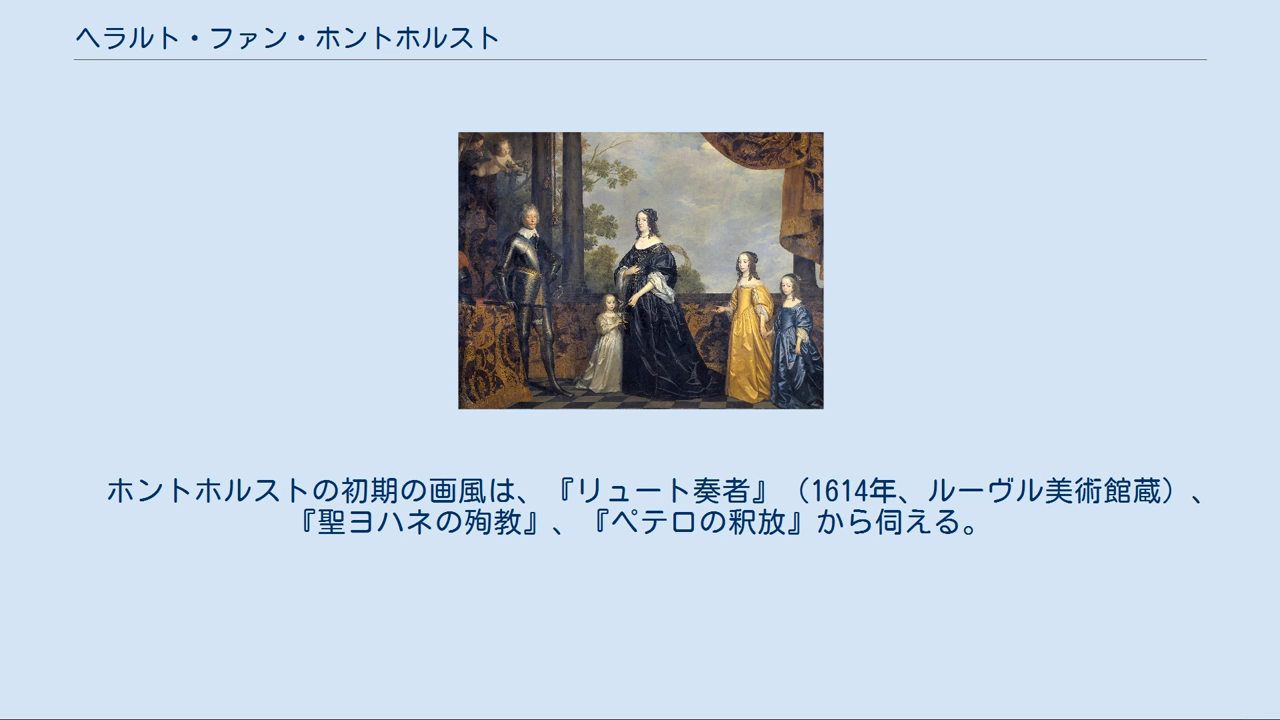 ヘラルト・ファン・ホントホルスト
ホントホルストの初期の画風は、『リュート奏者』（1614年、ルーヴル美術館蔵）、
『聖ヨハネの殉教』、『ペテロの釈放』から伺える。